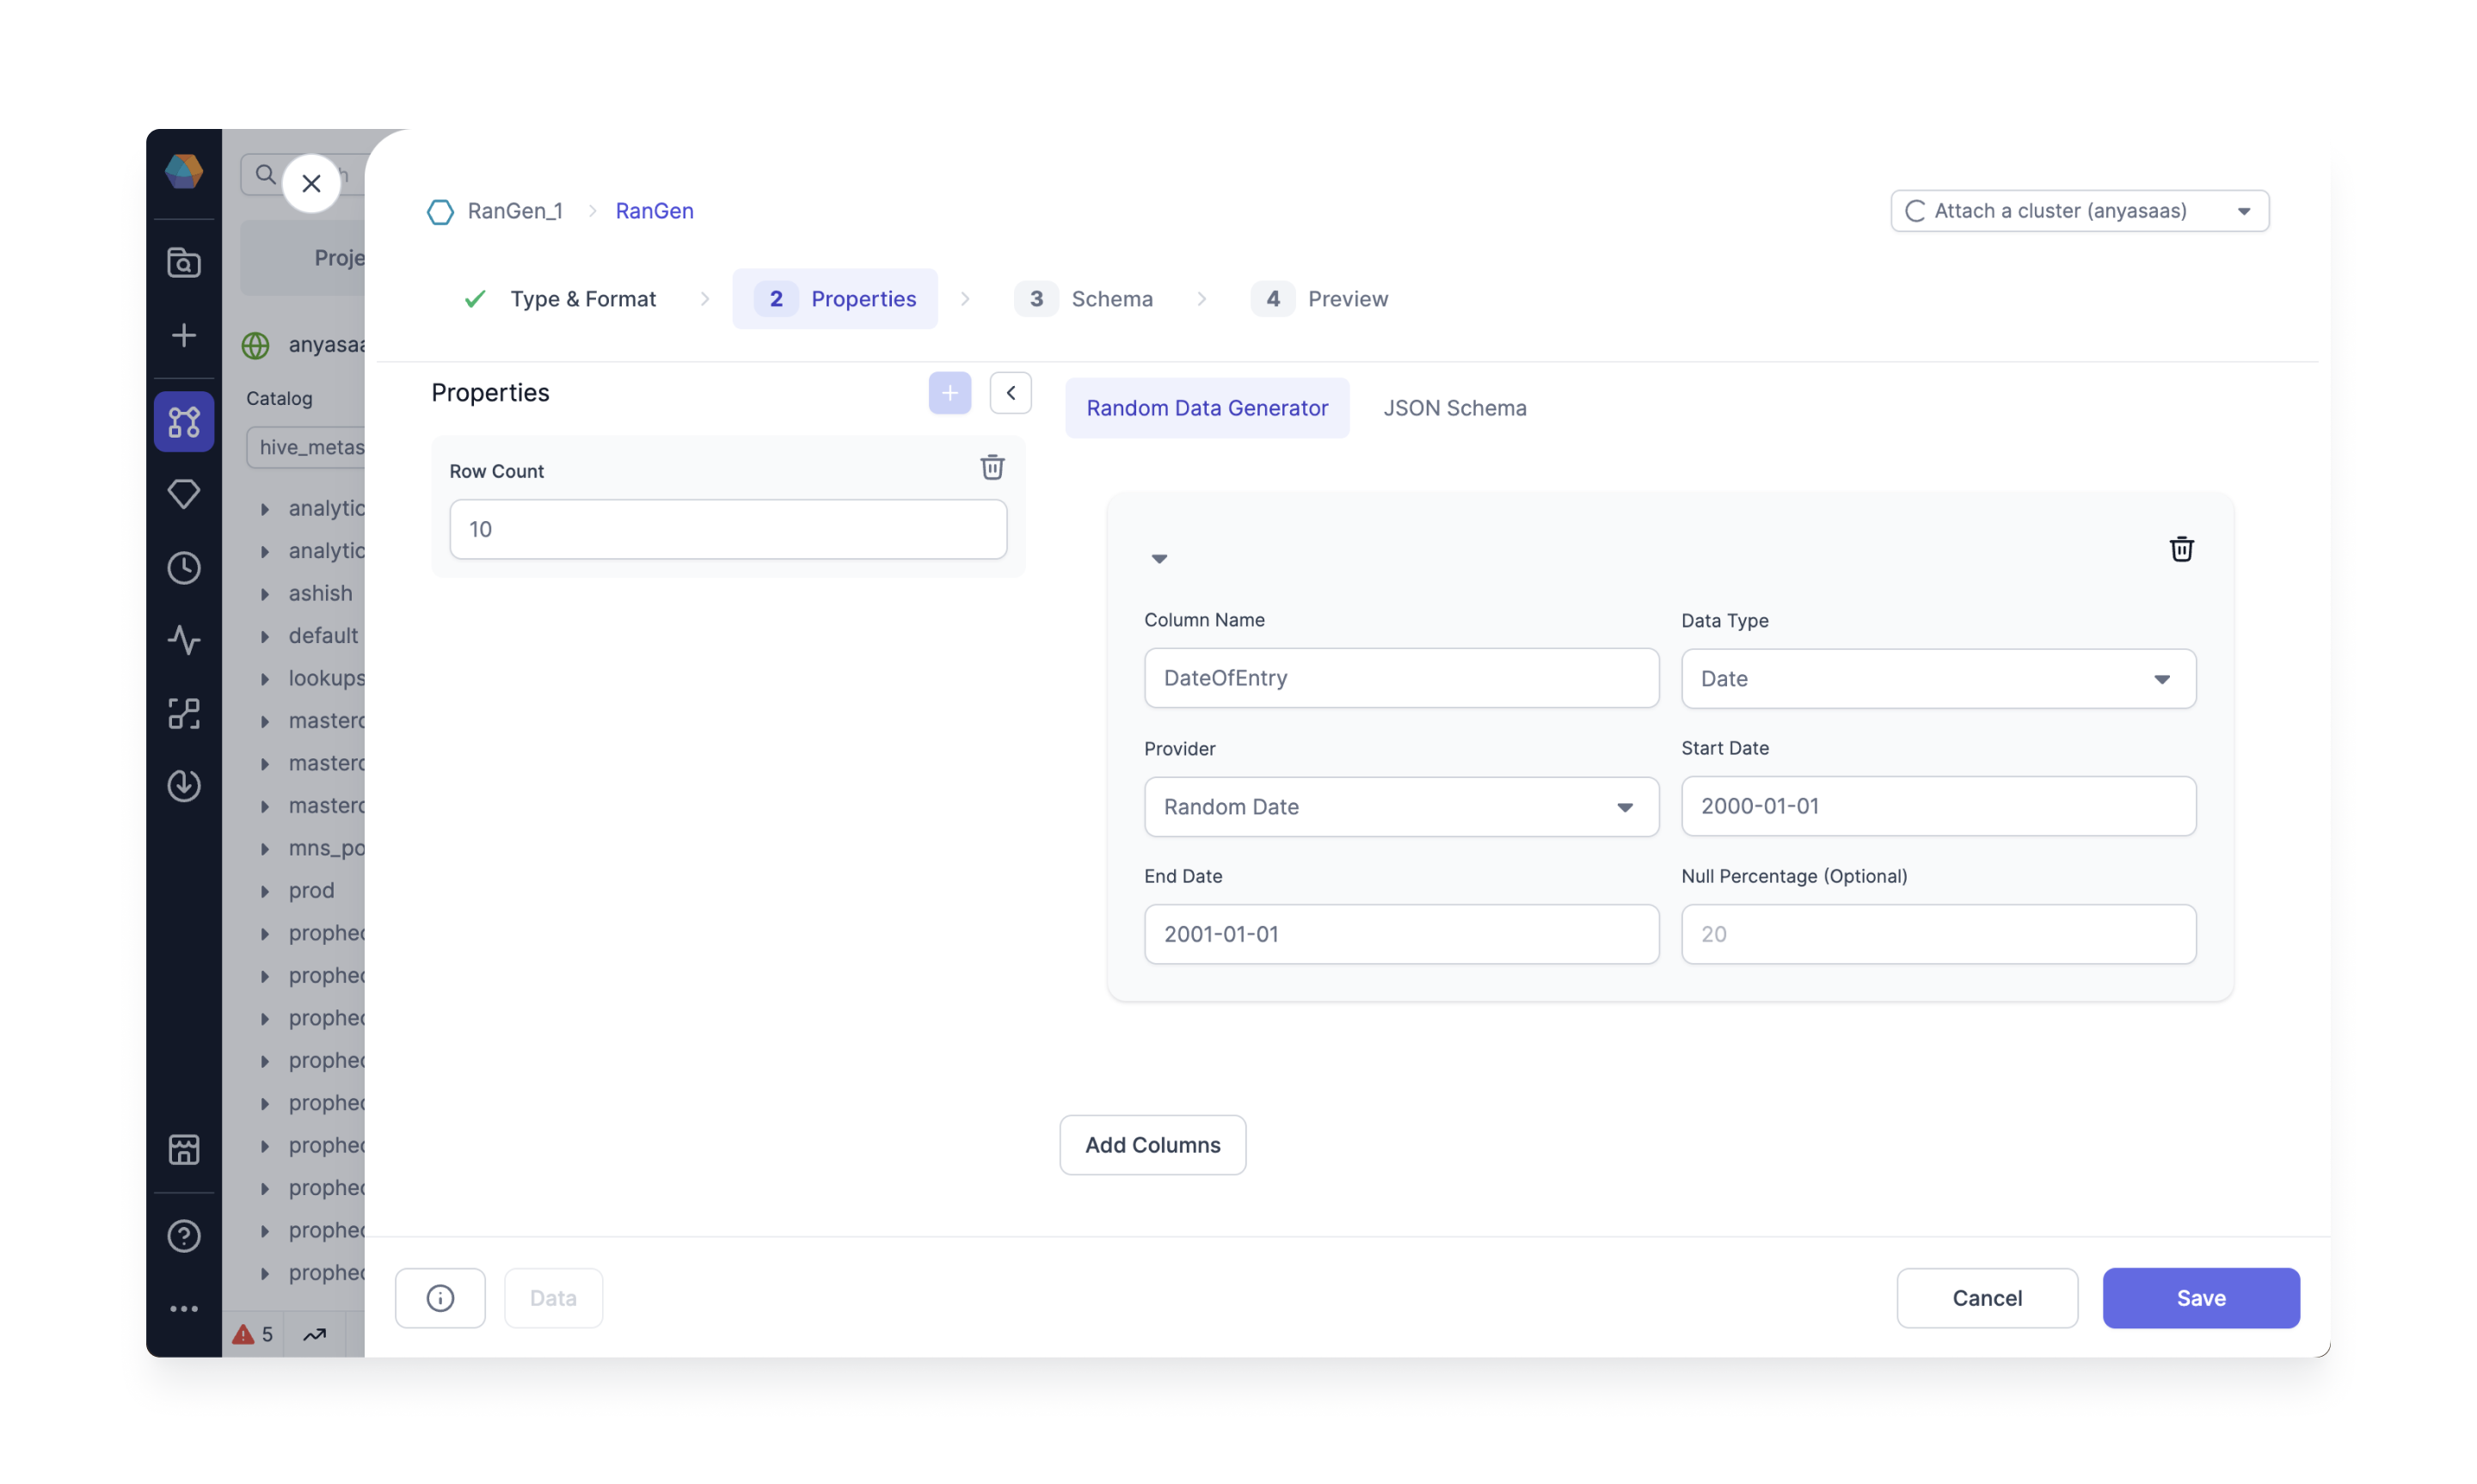 RanGen_1 > RanGen
Attach a cluster (anyasaas)
Type & Format
2 Properties
3 Schema
4 Preview
Proje
anyasaa
Catalog
hive_metas
analytic
analytic
ashish
default
lookups
master
master
master
mns_po
prod
prophec
prophec
prophec
prophec
prophec
prophec
prophec
prophec
prophec
5
Properties
Row Count
10
Random Data Generator
JSON Schema
Column Name
DateOfEntry
Data Type
Date
Provider
Random Date
Start Date
2000-01-01
End Date
2001-01-01
Null Percentage (Optional)
20
Add Columns
Data
Cancel
Save